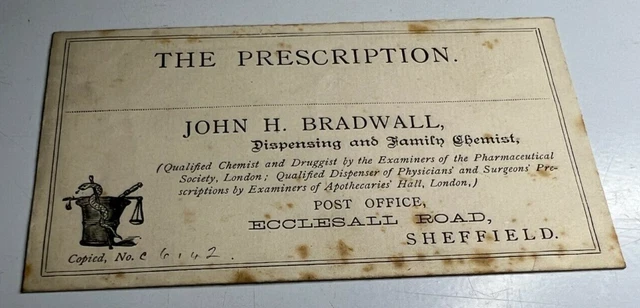 THE PRESCRIPTION.
JOHN H. BRADWALL,
Dispensing and Family Chemist,
(Qualified Chemist and Druggist by the Examiners of the Pharmaceutical
Society, London; Qualified Dispenser of Physicians' and Surgeons' Pre-
scriptions by Examiners of Apothecaries' Hall, London,)
POST OFFICE,
ECCLESALL ROAD,
SHEFFIELD.
Copied, No.